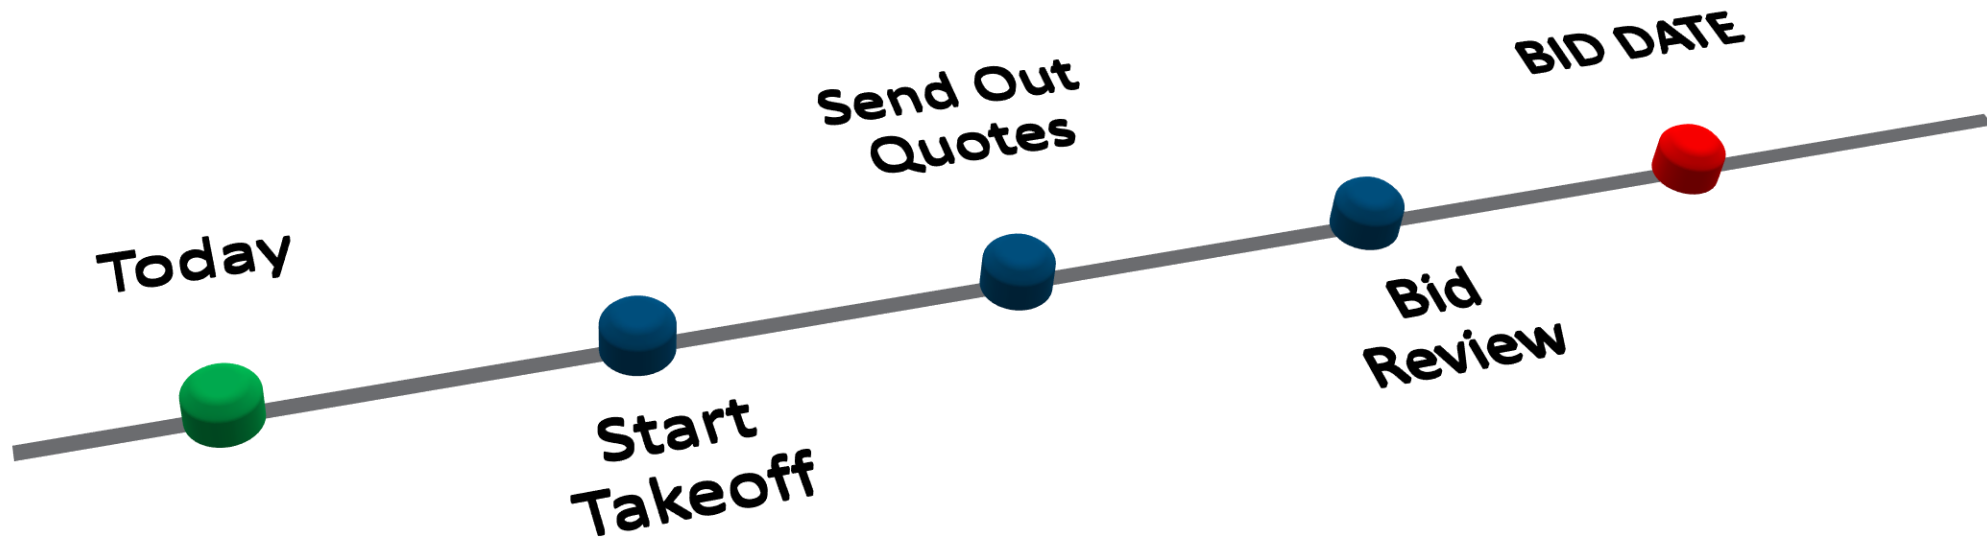 Today
Start
Takeoff
Send Out
Quotes
Bid
Review
BID DATE